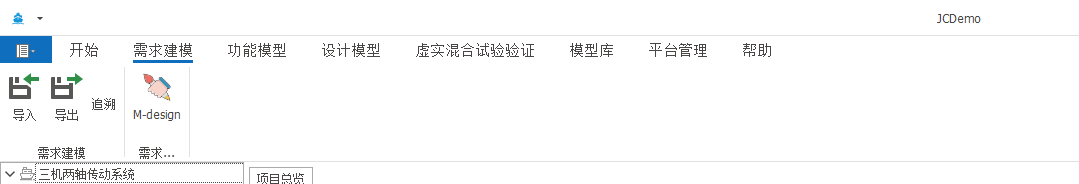 JCDemo
开始 需求建模 功能模型 设计模型 虚实混合试验验证 模型库 平台管理 帮助
导入 导出 追溯 M-design
需求建模 需求...
三机两轴传动系统 项目总览